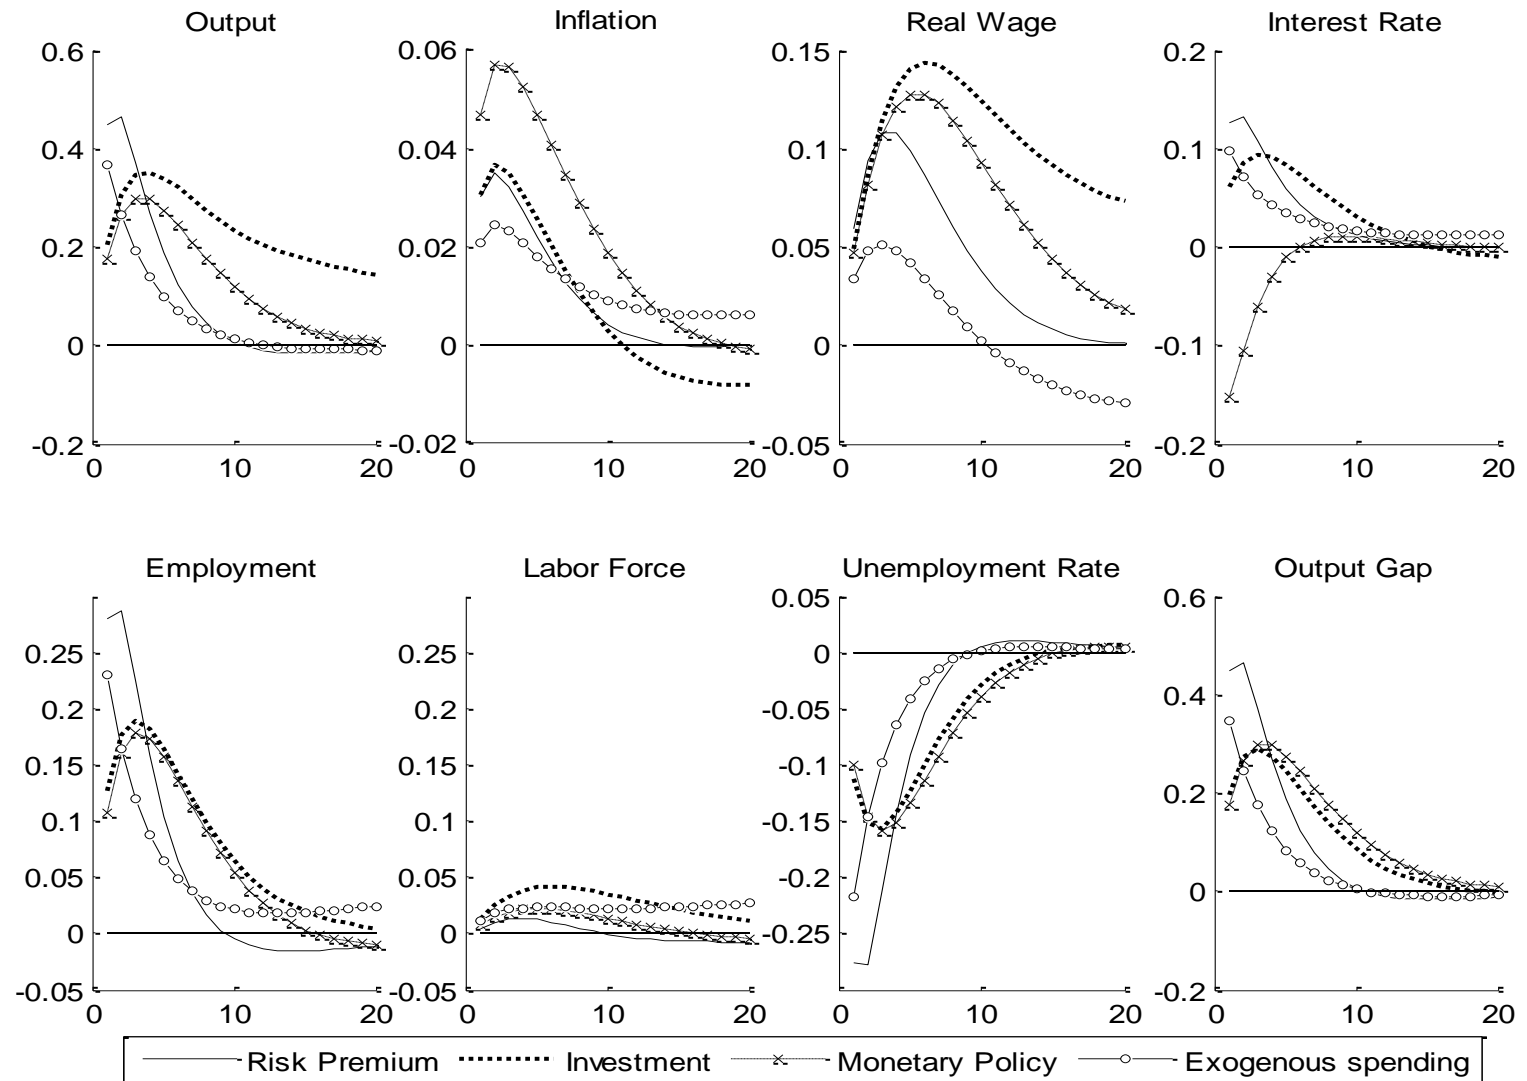 Output
Inflation
Real Wage
Interest Rate
0.6
0.4
0.2
0
-0.2
0 10 20
0.06
0.04
0.02
0
-0.02
0 10 20
0.15
0.1
0.05
0
-0.05
0 10 20
0.2
0.1
0
-0.1
-0.2
0 10 20
Employment
Labor Force
Unemployment Rate
Output Gap
0.25
0.2
0.15
0.1
0.05
0
-0.05
0 10 20
0.25
0.2
0.15
0.1
0.05
0
-0.05
0 10 20
0.05
0
-0.05
-0.1
-0.15
-0.2
-0.25
0 10 20
0.6
0.4
0.2
0
-0.2
0 10 20
Risk Premium Investment Monetary Policy Exogenous spending